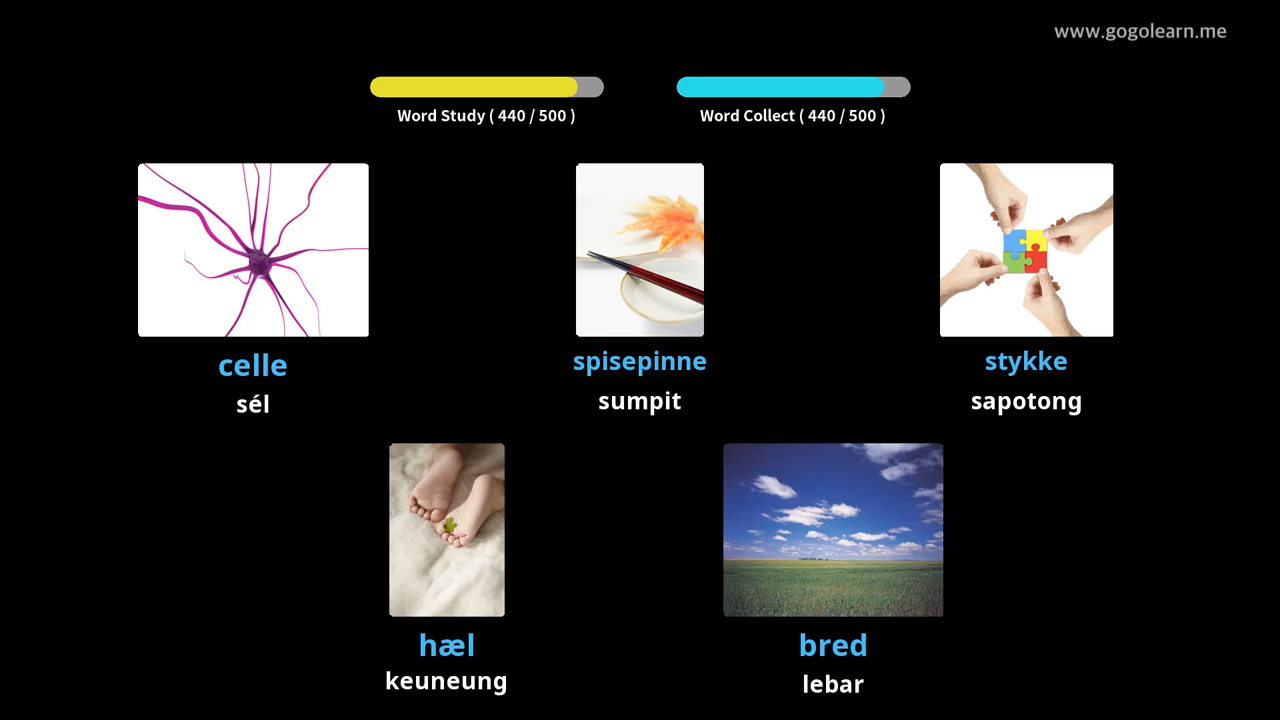 www.gogolearn.me
Word Study ( 440 / 500 )
Word Collect ( 440 / 500 )
celle
sél
spisepinne
sumpit
stykke
sapotong
hæl
keuneung
bred
lebar